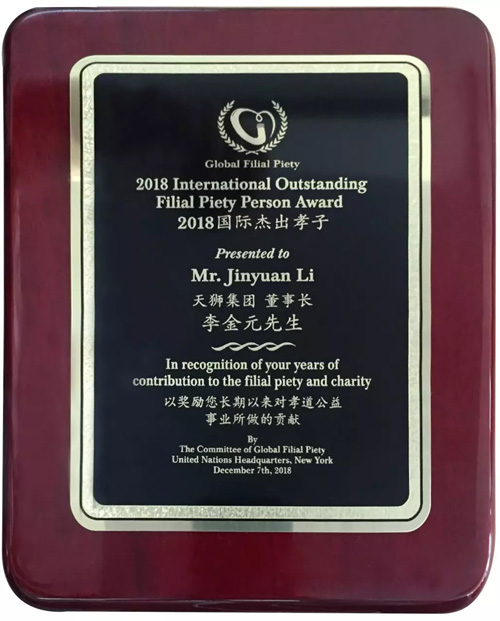 Global Filial Piety
2018 International Outstanding
Filial Piety Person Award
2018国际杰出孝子
Presented to
Mr. Jinyuan Li
天狮集团 董事长
李金元先生
In recognition of your years of
contribution to the filial piety and charity
以奖励您长期以来对孝道公益
事业所做的贡献
By
The Committee of Global Filial Piety
United Nations Headquarters, New York
December 7th, 2018